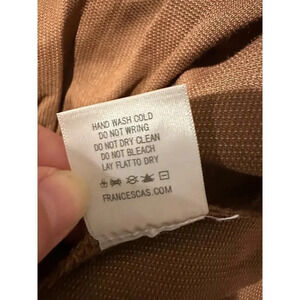 HAND WASH COLD
DO NOT WRING
DO NOT DRY CLEAN
DO NOT BLEACH
LAY FLAT TO DRY
FRANCESCAS.COM